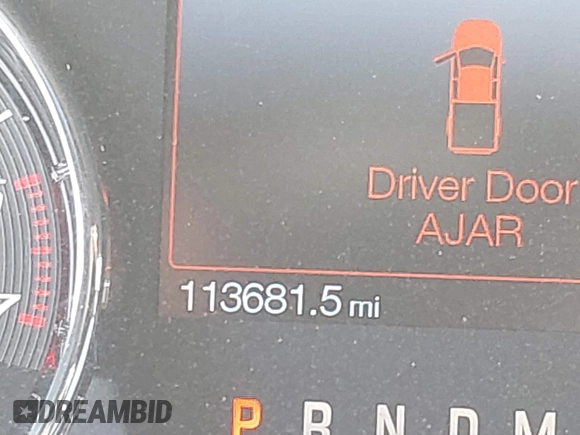 Driver Door
AJAR
113681.5 mi
P R N D M
DREAMBID